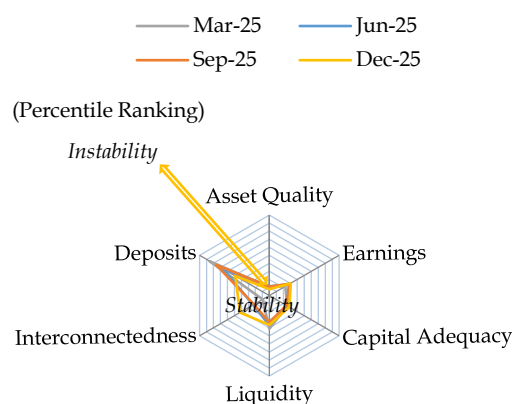 Mar-25 Jun-25
Sep-25 Dec-25
(Percentile Ranking)
Instability
Asset Quality
Deposits Earnings
Stability
Interconnectedness Capital Adequacy
Liquidity